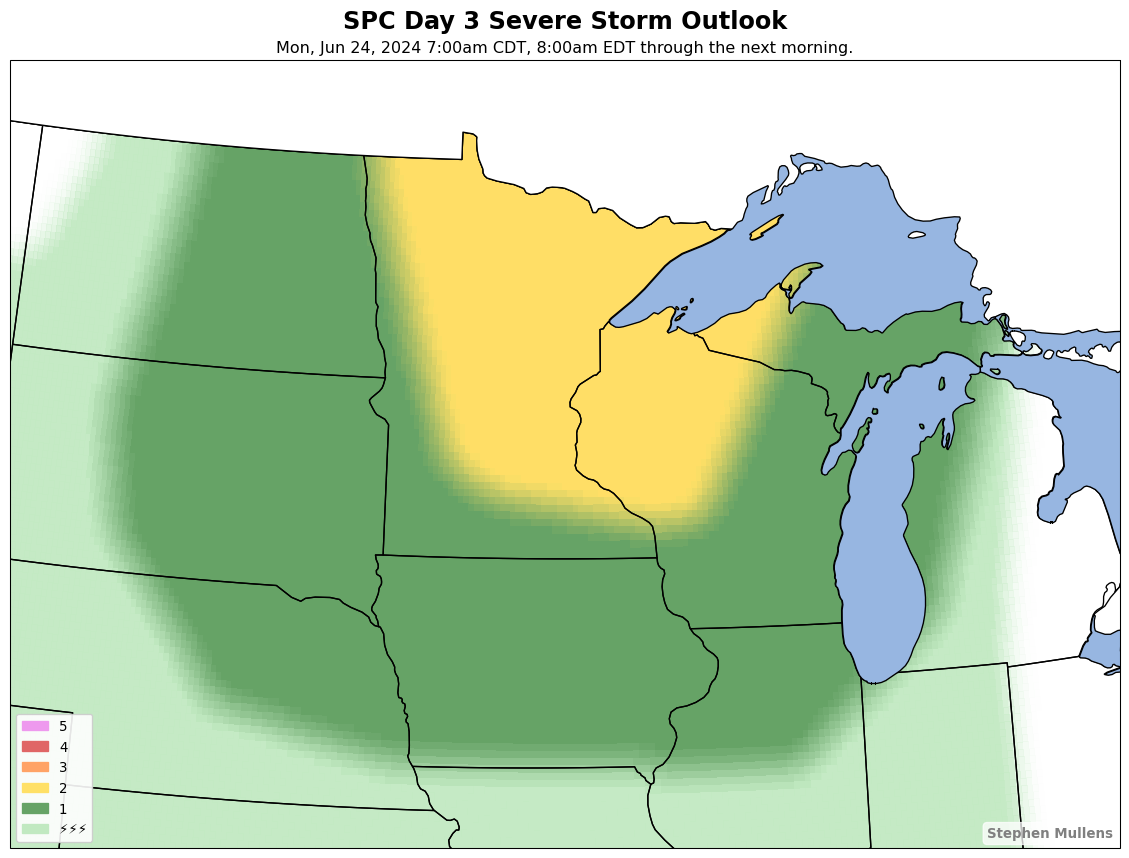 SPC Day 3 Severe Storm Outlook
Mon, Jun 24, 2024 7:00am CDT, 8:00am EDT through the next morning.
5
4
3
2
1
⚡⚡⚡
Stephen Mullens